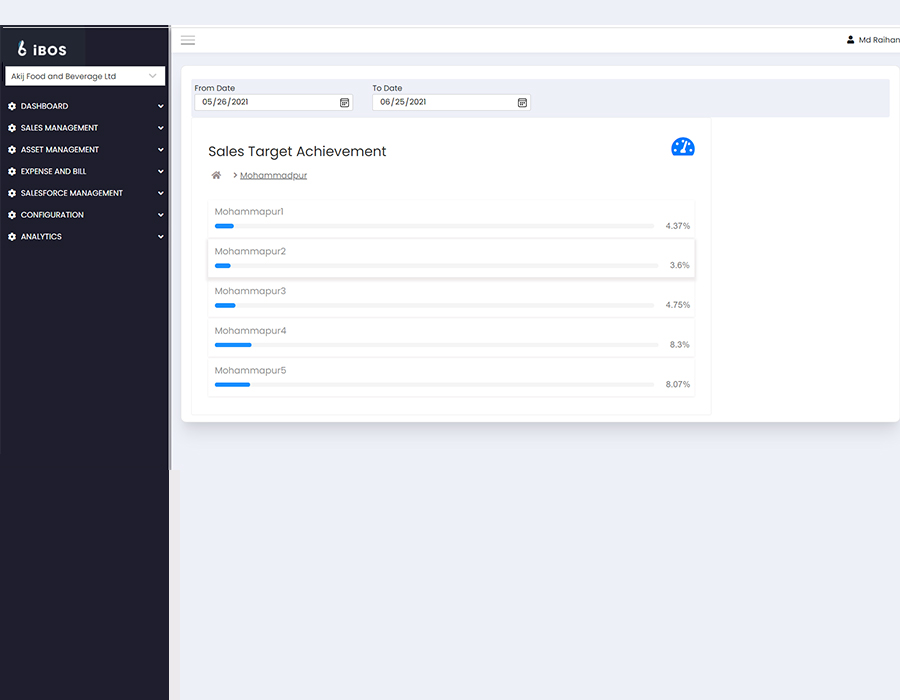 iBOS
Md Raihan
Akij Food and Beverage Ltd
DASHBOARD
SALES MANAGEMENT
ASSET MANAGEMENT
EXPENSE AND BILL
SALESFORCE MANAGEMENT
CONFIGURATION
ANALYTICS
From Date
To Date
05/26/2021
06/25/2021
Sales Target Achievement
> Mohammadpur
Mohammapur1
4.37%
Mohammapur2
3.6%
Mohammapur3
4.75%
Mohammapur4
8.3%
Mohammapur5
8.07%